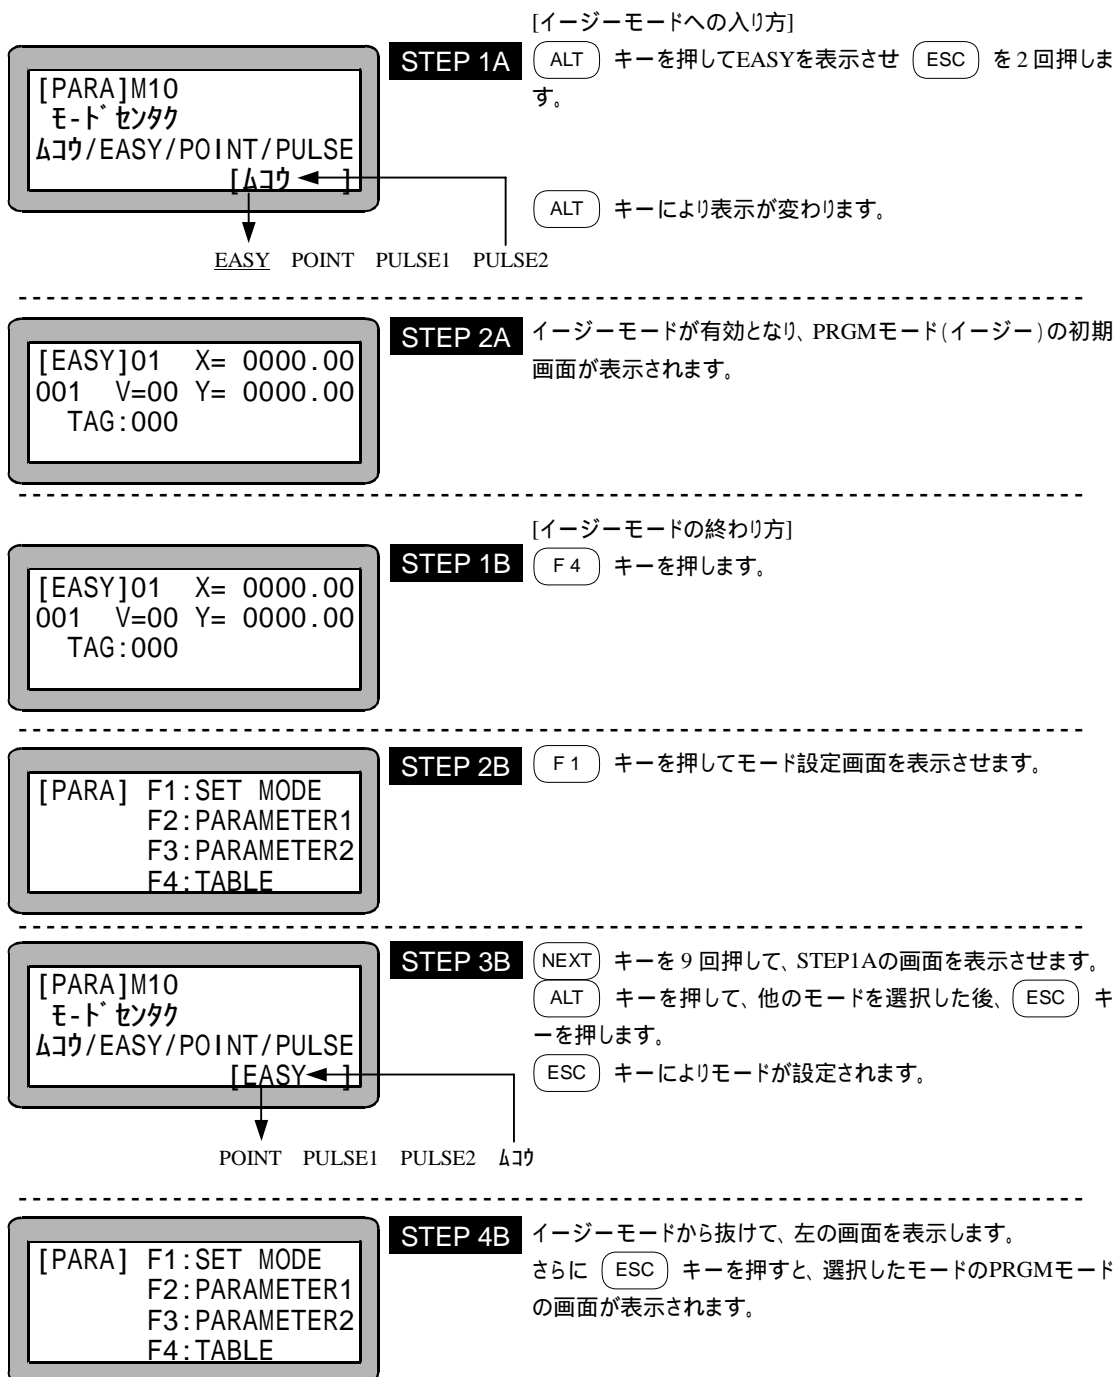 [イージーモードへの入り方]
STEP 1A ALT キーを押してEASYを表示させ ESC を2回押しま
す。
[PARA]M10
ﾓ-ﾄﾞ ｾﾝﾀｸ
ﾑｺｳ/EASY/POINT/PULSE
[ﾑｺｳ ]
ALT キーにより表示が変わります。
EASY POINT PULSE1 PULSE2
STEP 2A イージーモードが有効となり、PRGMモード(イージー)の初期
画面が表示されます。
[EASY]01 X= 0000.00
001 V=00 Y= 0000.00
TAG:000
[イージーモードの終わり方]
STEP 1B F4 キーを押します。
[EASY]01 X= 0000.00
001 V=00 Y= 0000.00
TAG:000
STEP 2B F1 キーを押してモード設定画面を表示させます。
[PARA] F1:SET MODE
F2:PARAMETER1
F3:PARAMETER2
F4:TABLE
STEP 3B NEXT キーを9回押して、STEP1Aの画面を表示させます。
ALT キーを押して、他のモードを選択した後、 ESC キ
ーを押します。
ESC キーによりモードが設定されます。
[PARA]M10
ﾓ-ﾄﾞ ｾﾝﾀｸ
ﾑｺｳ/EASY/POINT/PULSE
[EASY ]
POINT PULSE1 PULSE2 ﾑｺｳ
STEP 4B イージーモードから抜けて、左の画面を表示します。
さらに ESC キーを押すと、選択したモードのPRGMモード
の画面が表示されます。
[PARA] F1:SET MODE
F2:PARAMETER1
F3:PARAMETER2
F4:TABLE